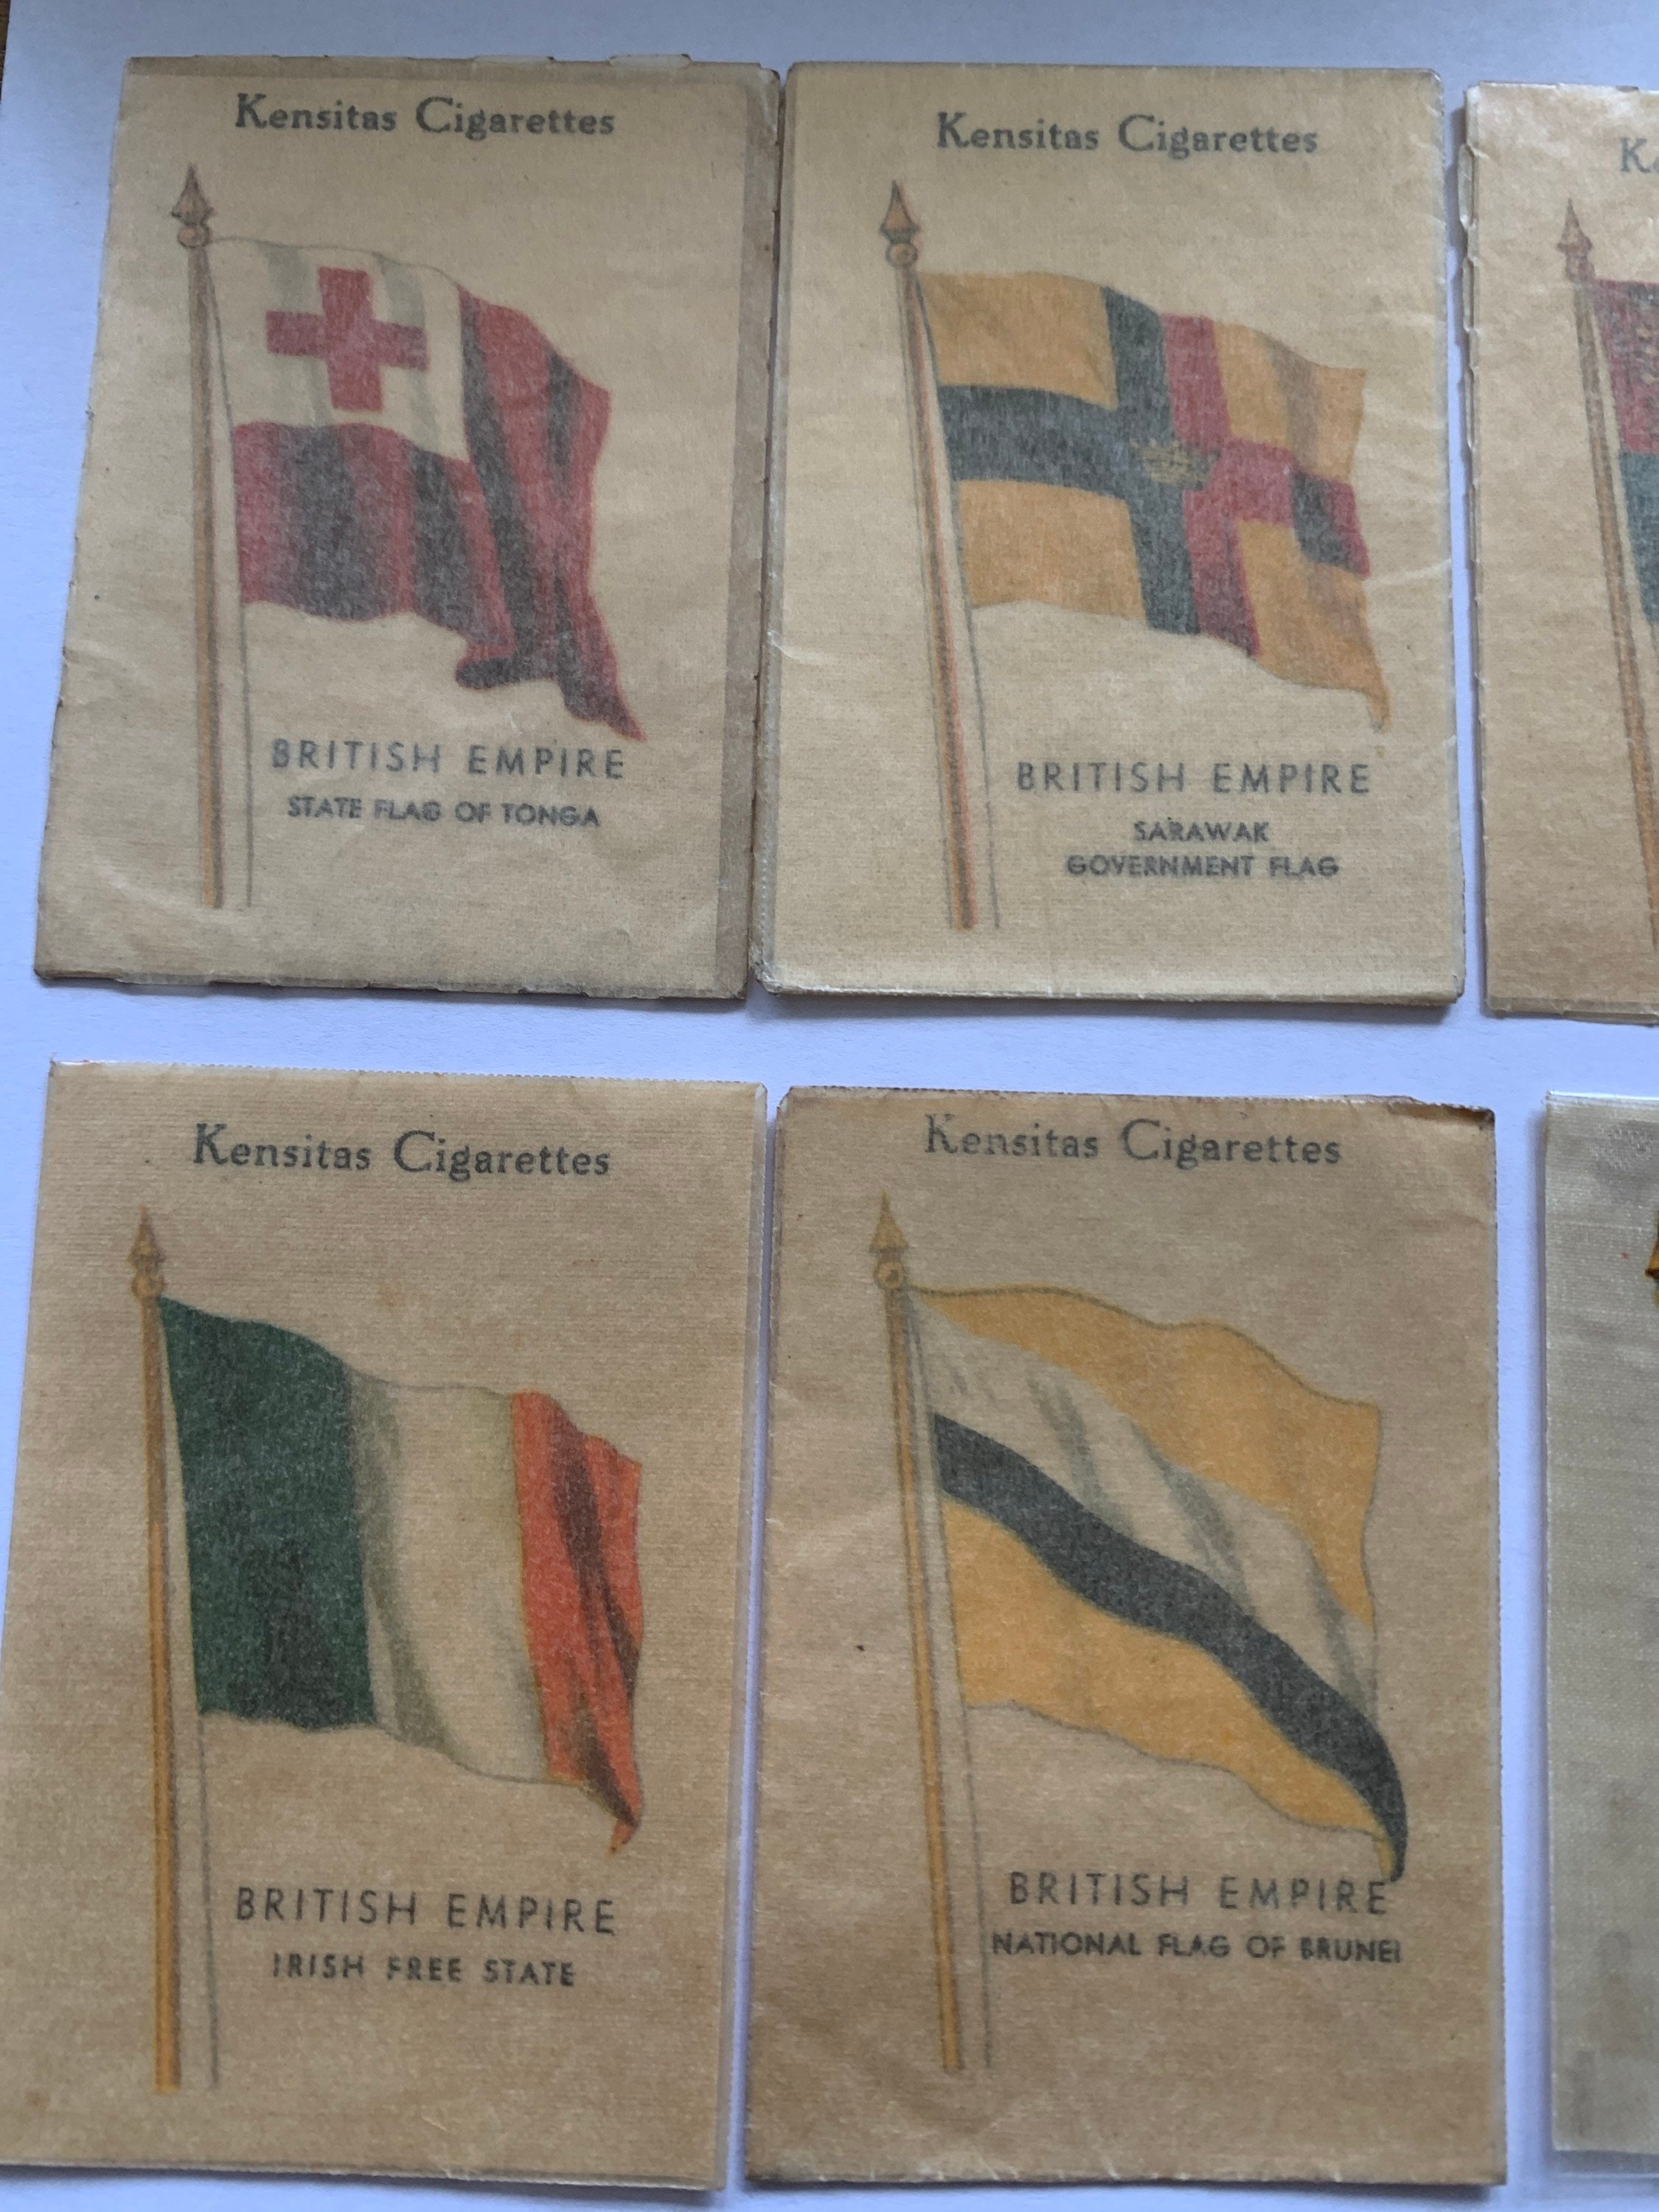 Kensitas Cigarettes
BRITISH EMPIRE
STATE FLAG OF TONGA
Kensitas Cigarettes
BRITISH EMPIRE
SARAWAK
GOVERNMENT FLAG
Kensitas Cigarettes
BRITISH EMPIRE
IRISH FREE STATE
Kensitas Cigarettes
BRITISH EMPIRE
NATIONAL FLAG OF BRUNEI